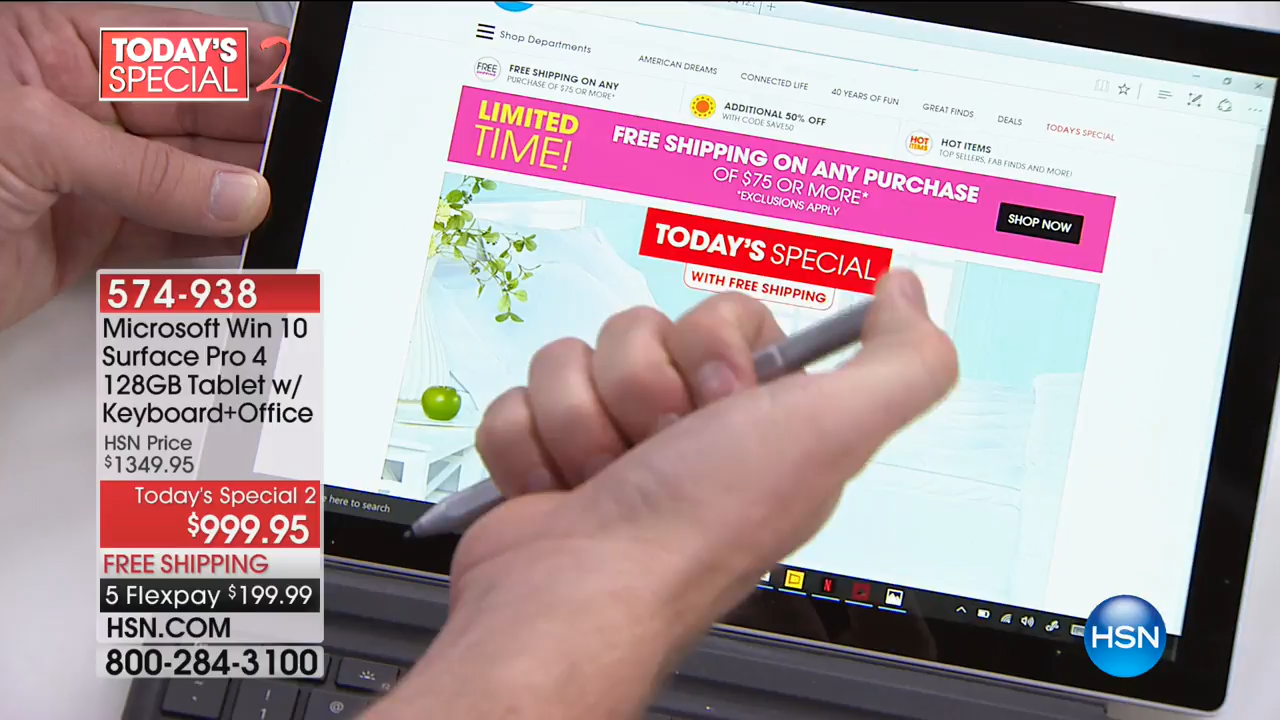 TODAY'S
SPECIAL 2
574-938
Microsoft Win 10
Surface Pro 4
128GB Tablet w/
Keyboard+Office
HSN Price
$1349.95
Today's Special 2
$999.95
FREE SHIPPING
5 Flexpay $199.99
HSN.COM
800-284-3100
Shop Departments
AMERICAN DREAMS
CONNECTED LIFE
40 YEARS OF FUN
GREAT FINDS
DEALS
TODAY'S SPECIAL
FREE
FREE SHIPPING ON ANY
PURCHASE OF $75 OR MORE*
ADDITIONAL 50% OFF
WITH CODE SAVE50
HOT
ITEMS
HOT ITEMS
TOP SELLERS, FAB FINDS AND MORE!
LIMITED
TIME!
FREE SHIPPING ON ANY PURCHASE
OF $75 OR MORE*
*EXCLUSIONS APPLY
SHOP NOW
TODAY'S SPECIAL
WITH FREE SHIPPING
here to search
N
HSN